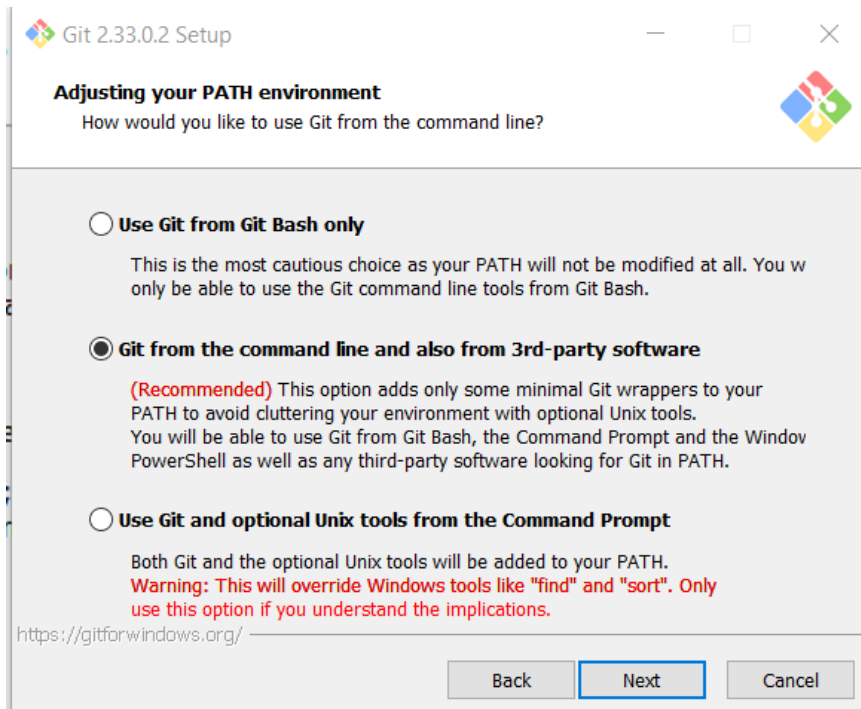 Git 2.33.0.2 Setup
Adjusting your PATH environment
How would you like to use Git from the command line?
Use Git from Git Bash only
This is the most cautious choice as your PATH will not be modified at all. You w
only be able to use the Git command line tools from Git Bash.
Git from the command line and also from 3rd-party software
(Recommended) This option adds only some minimal Git wrappers to your
PATH to avoid cluttering your environment with optional Unix tools.
You will be able to use Git from Git Bash, the Command Prompt and the Window
PowerShell as well as any third-party software looking for Git in PATH.
Use Git and optional Unix tools from the Command Prompt
Both Git and the optional Unix tools will be added to your PATH.
Warning: This will override Windows tools like "find" and "sort". Only
use this option if you understand the implications.
https://gitforwindows.org/
Back Next Cancel